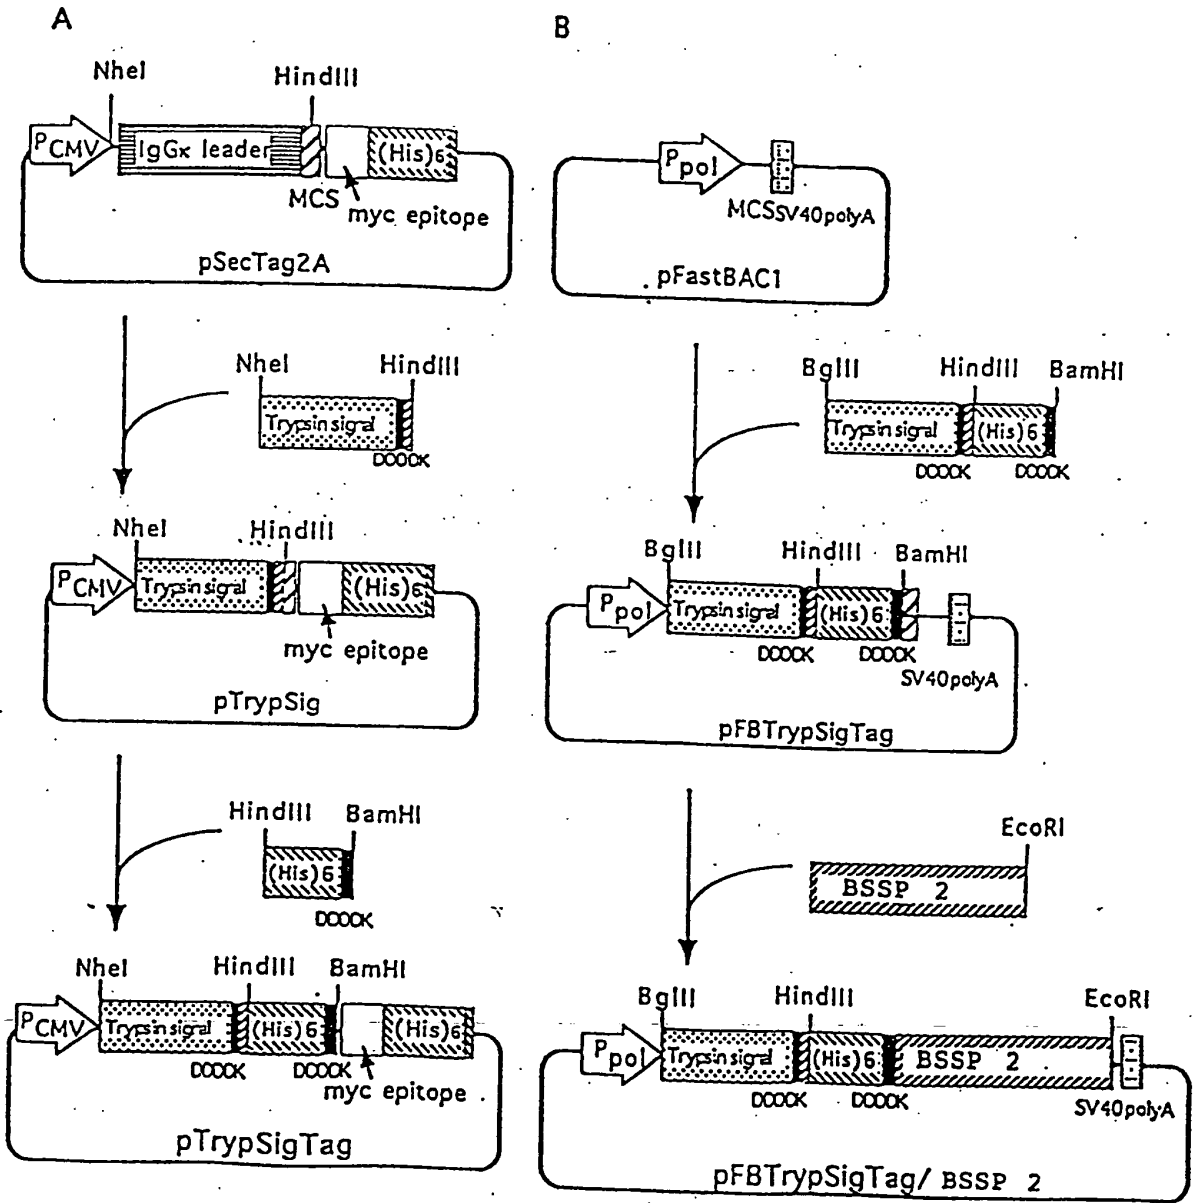 A
NheI HindIII
PCMV IgGκ leader (His)6
MCS
myc epitope
pSecTag2A
NheI HindIII
Trypsin signal
DDDDK
NheI HindIII
PCMV Trypsin signal (His)6
myc epitope
pTrypSig
HindIII BamHI
(His)6
DDDDK
NheI HindIII BamHI
PCMV Trypsin signal (His)6 (His)6
DDDDK DDDDK
myc epitope
pTrypSigTag
B
Ppol
MCS SV40polyA
pFastBAC1
BglII HindIII BamHI
Trypsin signal (His)6
DDDDK DDDDK
BglII HindIII BamHI
Ppol Trypsin signal (His)6
DDDDK DDDDK
SV40polyA
pFBTrypSigTag
EcoRI
BSSP 2
BglII HindIII EcoRI
Ppol Trypsin signal (His)6 BSSP 2
DDDDK DDDDK
SV40polyA
pFBTrypSigTag/ BSSP 2